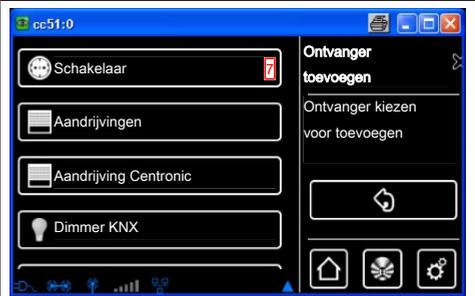 cc51:0
Schakelaar
7
Aandrijvingen
Aandrijving Centronic
Dimmer KNX
Ontvanger
toevoegen
Ontvanger kiezen
voor toevoegen